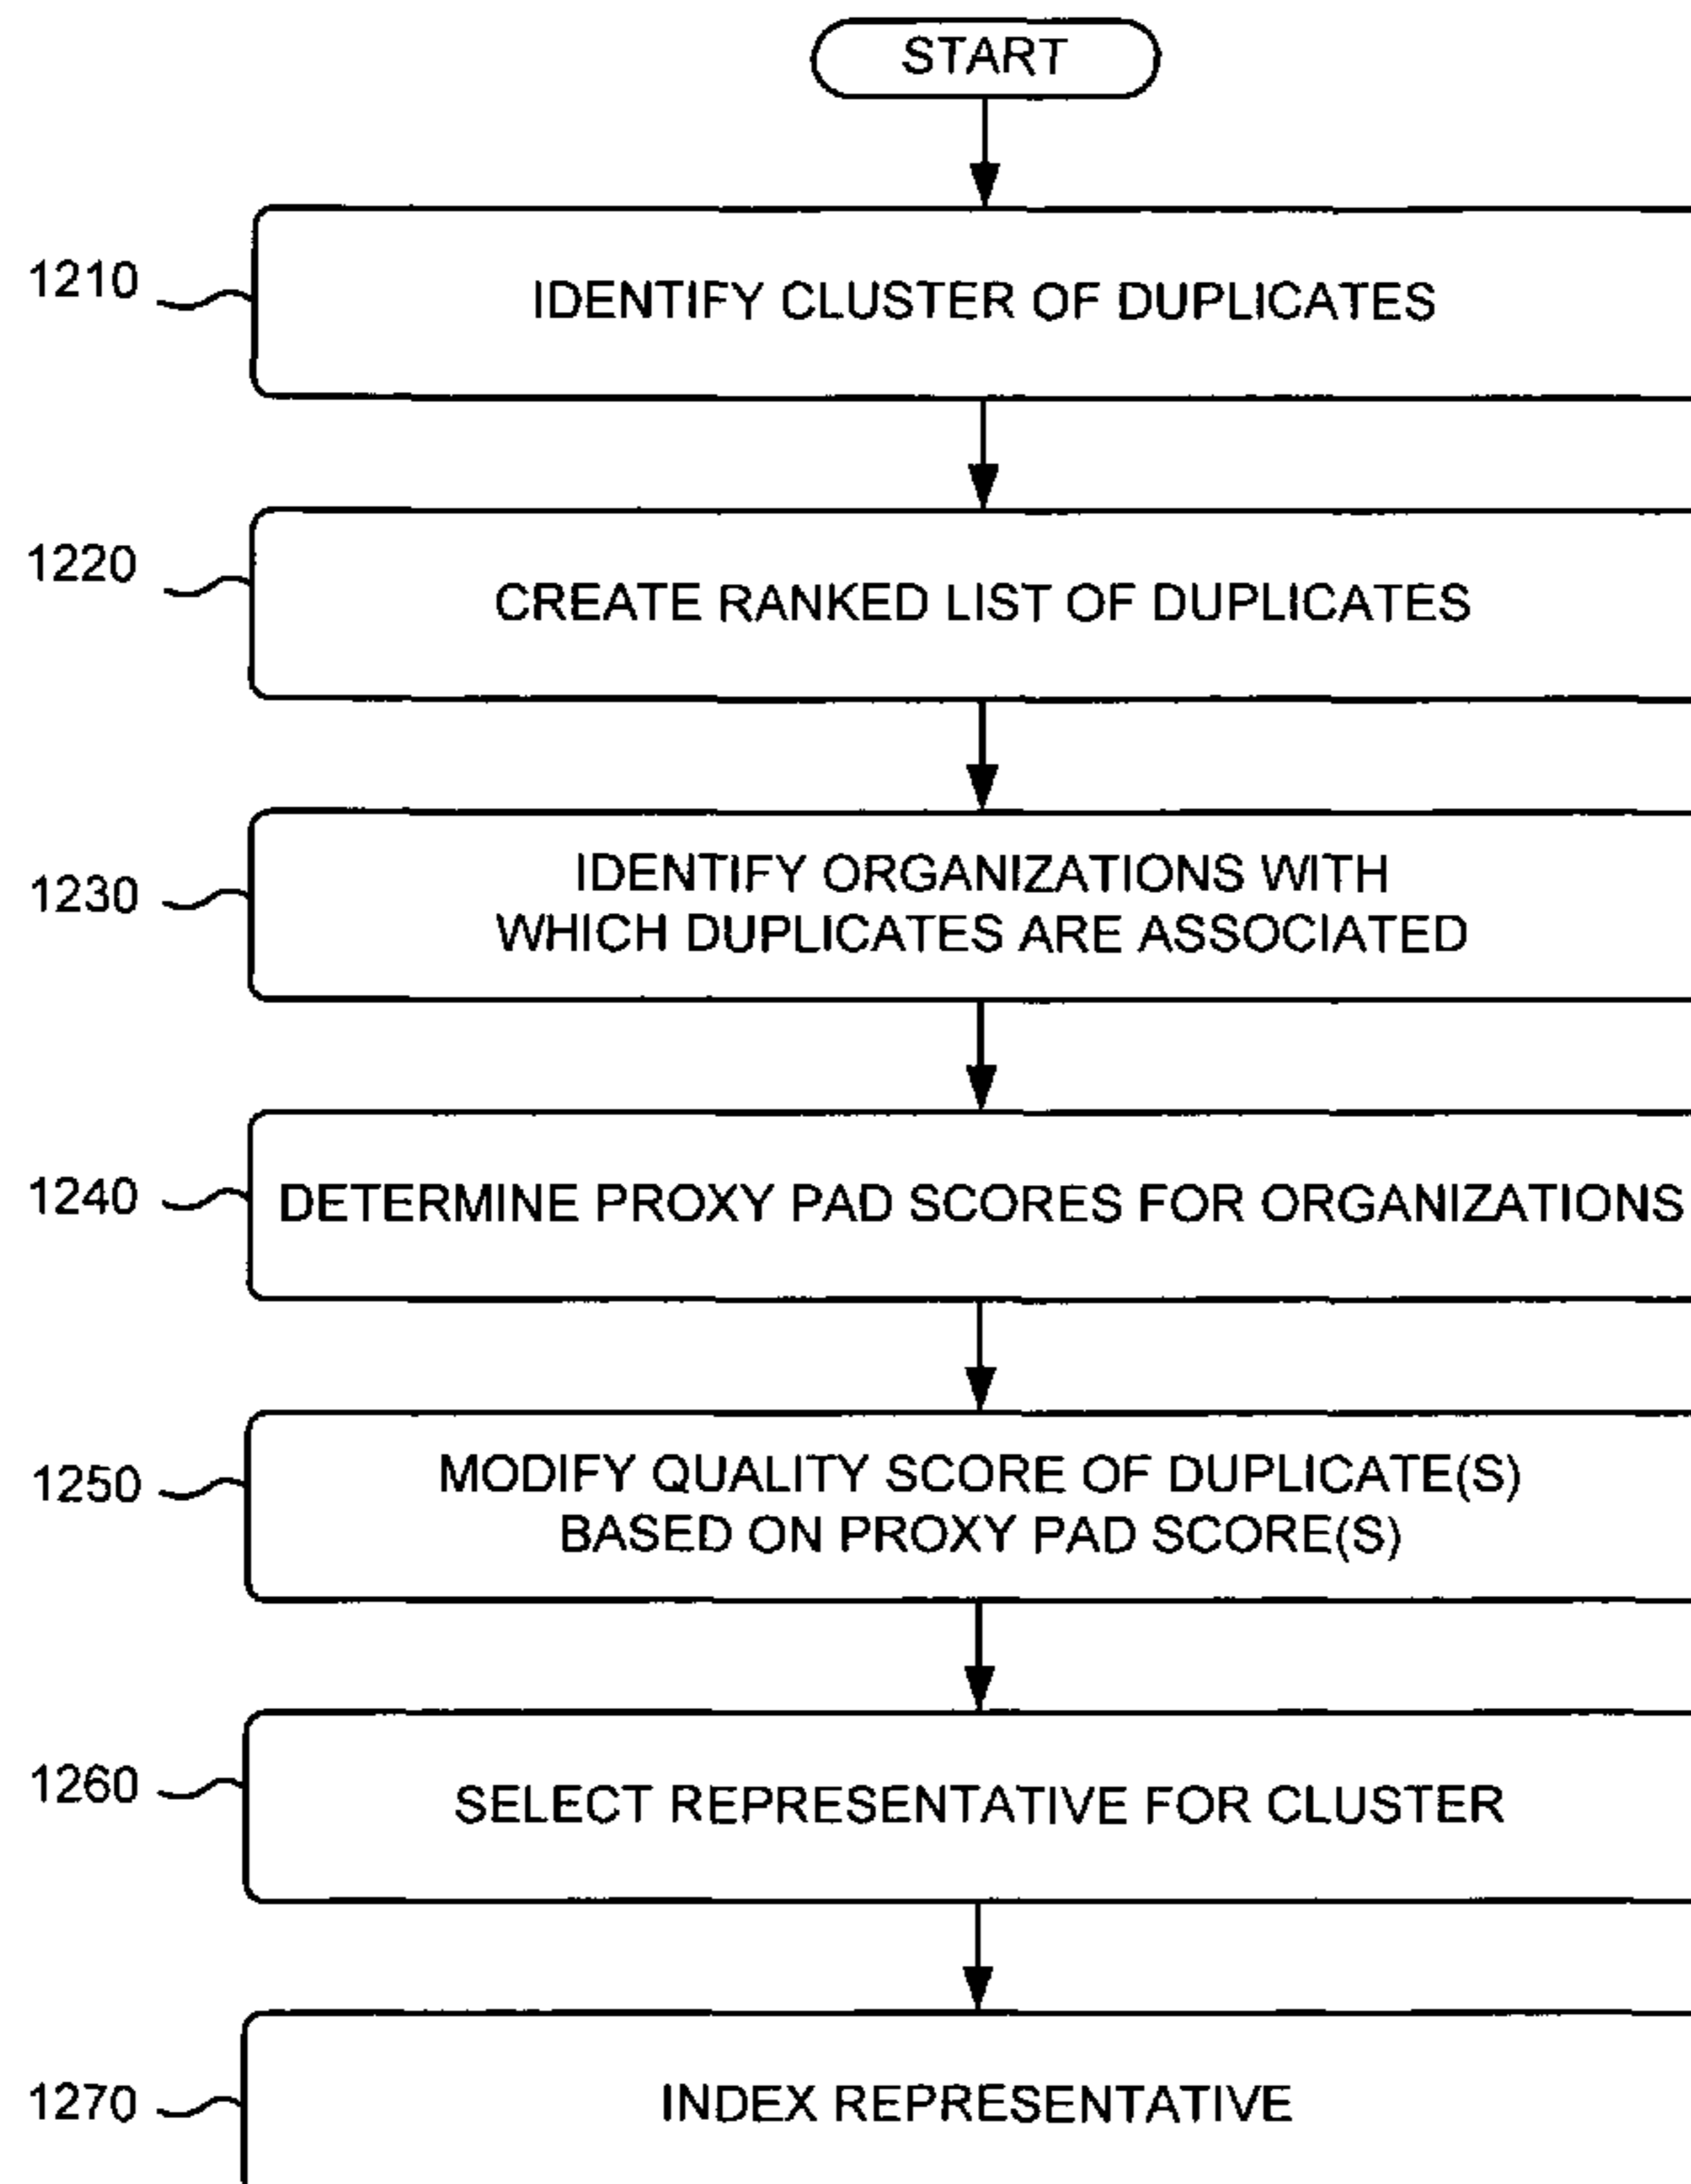 START
1210
IDENTIFY CLUSTER OF DUPLICATES
1220
CREATE RANKED LIST OF DUPLICATES
1230
IDENTIFY ORGANIZATIONS WITH
WHICH DUPLICATES ARE ASSOCIATED
1240
DETERMINE PROXY PAD SCORES FOR ORGANIZATIONS
1250
MODIFY QUALITY SCORE OF DUPLICATE(S)
BASED ON PROXY PAD SCORE(S)
1260
SELECT REPRESENTATIVE FOR CLUSTER
1270
INDEX REPRESENTATIVE